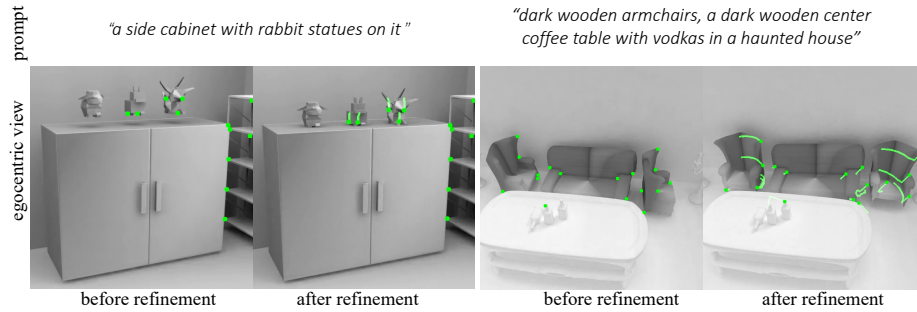 prompt
"a side cabinet with rabbit statues on it"
"dark wooden armchairs, a dark wooden center
coffee table with vodkas in a haunted house"
egocentric view
before refinement
after refinement
before refinement
after refinement